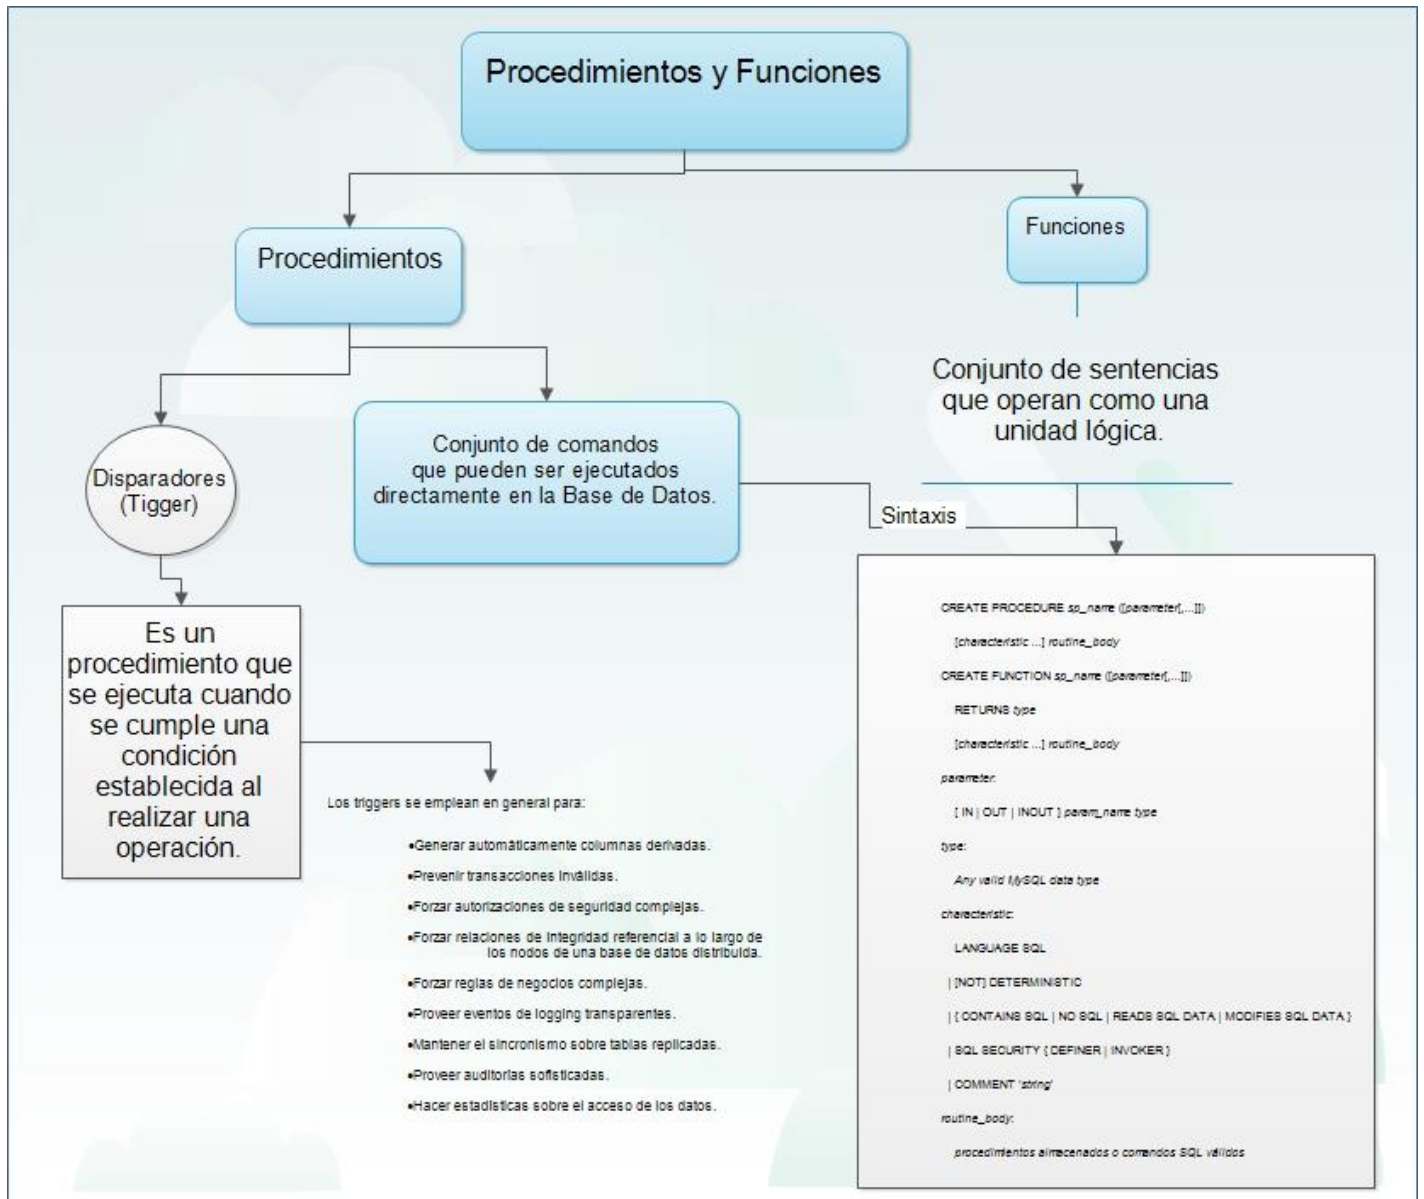 Procedimientos y Funciones
Procedimientos
Funciones
Disparadores
(Tigger)
Conjunto de comandos
que pueden ser ejecutados
directamente en la Base de Datos.
Conjunto de sentencias
que operan como una
unidad lógica.
Sintaxis
Es un
procedimiento que
se ejecuta cuando
se cumple una
condición
establecida al
realizar una
operación.
Los triggers se emplean en general para:
•Generar automáticamente columnas derivadas.
•Prevenir transacciones inválidas.
•Forzar autorizaciones de seguridad complejas.
•Forzar relaciones de integridad referencial a lo largo de
los nodos de una base de datos distribuida.
•Forzar reglas de negocios complejas.
•Proveer eventos de logging transparentes.
•Mantener el sincronismo sobre tablas replicadas.
•Proveer auditorias sofisticadas.
•Hacer estadísticas sobre el acceso de los datos.
CREATE PROCEDURE sp_name ([parameter[,...]])
[characteristic ...] routine_body
CREATE FUNCTION sp_name ([parameter[,...]])
RETURNS type
[characteristic ...] routine_body
parameter:
[ IN | OUT | INOUT ] param_name type
type:
Any valid MySQL data type
characteristic:
LANGUAGE SQL
| [NOT] DETERMINISTIC
| { CONTAINS SQL | NO SQL | READS SQL DATA | MODIFIES SQL DATA }
| SQL SECURITY { DEFINER | INVOKER }
| COMMENT 'string'
routine_body:
procedimientos almacenados o comandos SQL válidos